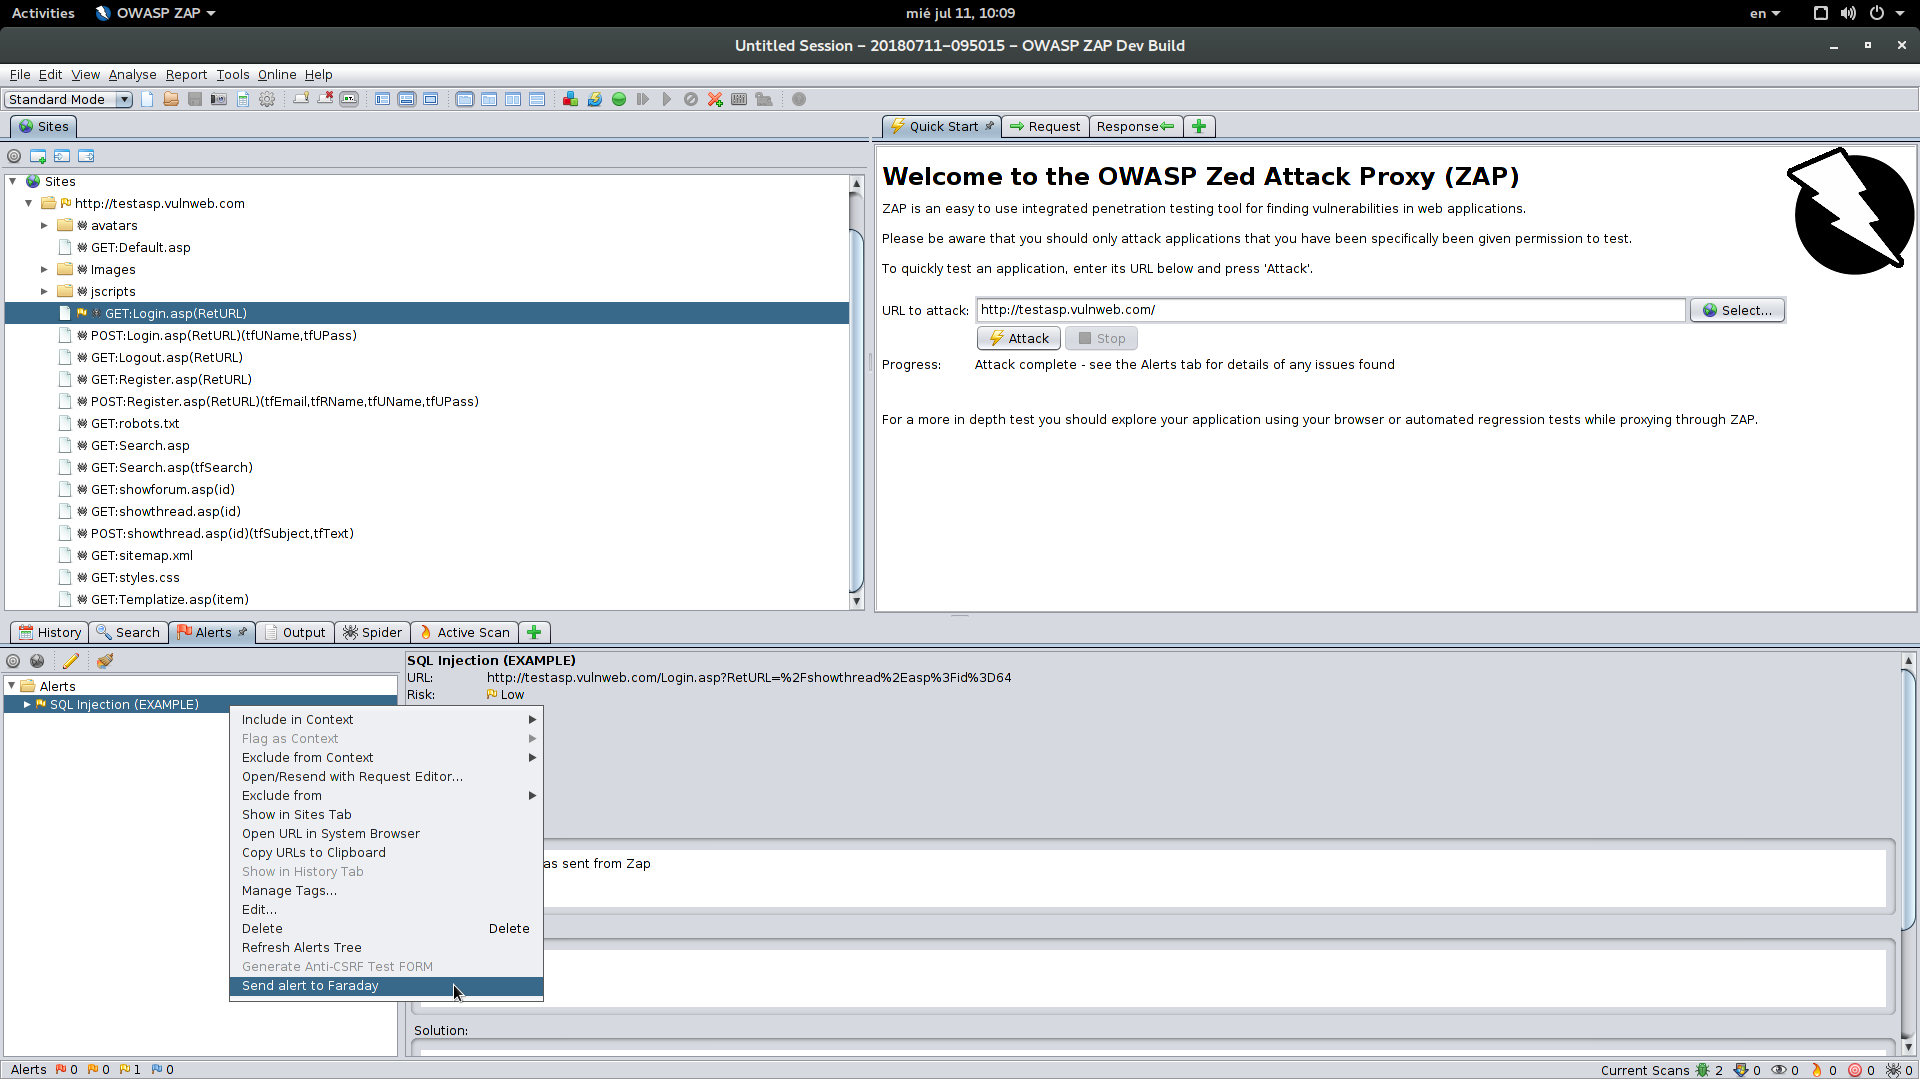 Activities OWASP ZAP mié jul 11, 10:09 en
Untitled Session – 20180711-095015 – OWASP ZAP Dev Build
File Edit View Analyse Report Tools Online Help
Standard Mode
Sites
Quick Start Request Response
Sites
http://testasp.vulnweb.com
avatars
GET:Default.asp
Images
jscripts
GET:Login.asp(RetURL)
POST:Login.asp(RetURL)(tfUName,tfUPass)
GET:Logout.asp(RetURL)
GET:Register.asp(RetURL)
POST:Register.asp(RetURL)(tfEmail,tfRName,tfUName,tfUPass)
GET:robots.txt
GET:Search.asp
GET:Search.asp(tfSearch)
GET:showforum.asp(id)
GET:showthread.asp(id)
POST:showthread.asp(id)(tfSubject,tfText)
GET:sitemap.xml
GET:styles.css
GET:Templatize.asp(item)
Welcome to the OWASP Zed Attack Proxy (ZAP)
ZAP is an easy to use integrated penetration testing tool for finding vulnerabilities in web applications.
Please be aware that you should only attack applications that you have been specifically been given permission to test.
To quickly test an application, enter its URL below and press 'Attack'.
URL to attack: http://testasp.vulnweb.com/ Select...
Attack Stop
Progress: Attack complete - see the Alerts tab for details of any issues found
For a more in depth test you should explore your application using your browser or automated regression tests while proxying through ZAP.
History Search Alerts Output Spider Active Scan
Alerts
SQL Injection (EXAMPLE)
SQL Injection (EXAMPLE)
URL: http://testasp.vulnweb.com/Login.asp?RetURL=%2Fshowthread%2Easp%3Fid%3D64
Risk: Low
as sent from Zap
Solution:
Include in Context
Flag as Context
Exclude from Context
Open/Resend with Request Editor...
Exclude from
Show in Sites Tab
Open URL in System Browser
Copy URLs to Clipboard
Show in History Tab
Manage Tags...
Edit...
Delete Delete
Refresh Alerts Tree
Generate Anti-CSRF Test FORM
Send alert to Faraday
Alerts 0 0 1 0 Current Scans 2 0 0 0 0 0